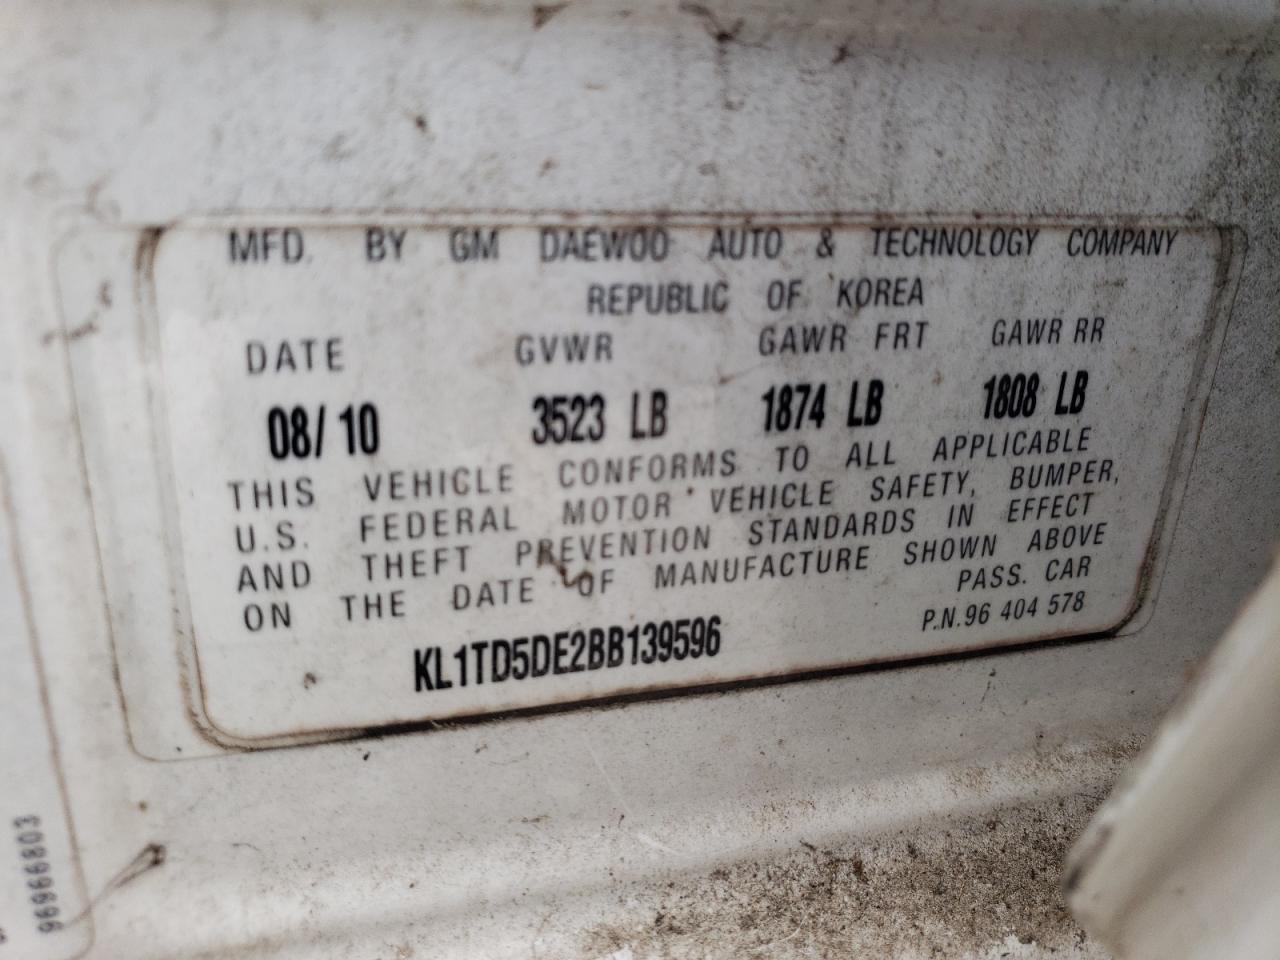 MFD. BY GM DAEWOO AUTO & TECHNOLOGY COMPANY
REPUBLIC OF KOREA
DATE GVWR GAWR FRT GAWR RR
08/10 3523 LB 1874 LB 1808 LB
THIS VEHICLE CONFORMS TO ALL APPLICABLE
U.S. FEDERAL MOTOR VEHICLE SAFETY, BUMPER,
AND THEFT PREVENTION STANDARDS IN EFFECT
ON THE DATE OF MANUFACTURE SHOWN ABOVE
PASS. CAR
KL1TD5DE2BB139596
P.N.96 404 578
96966803